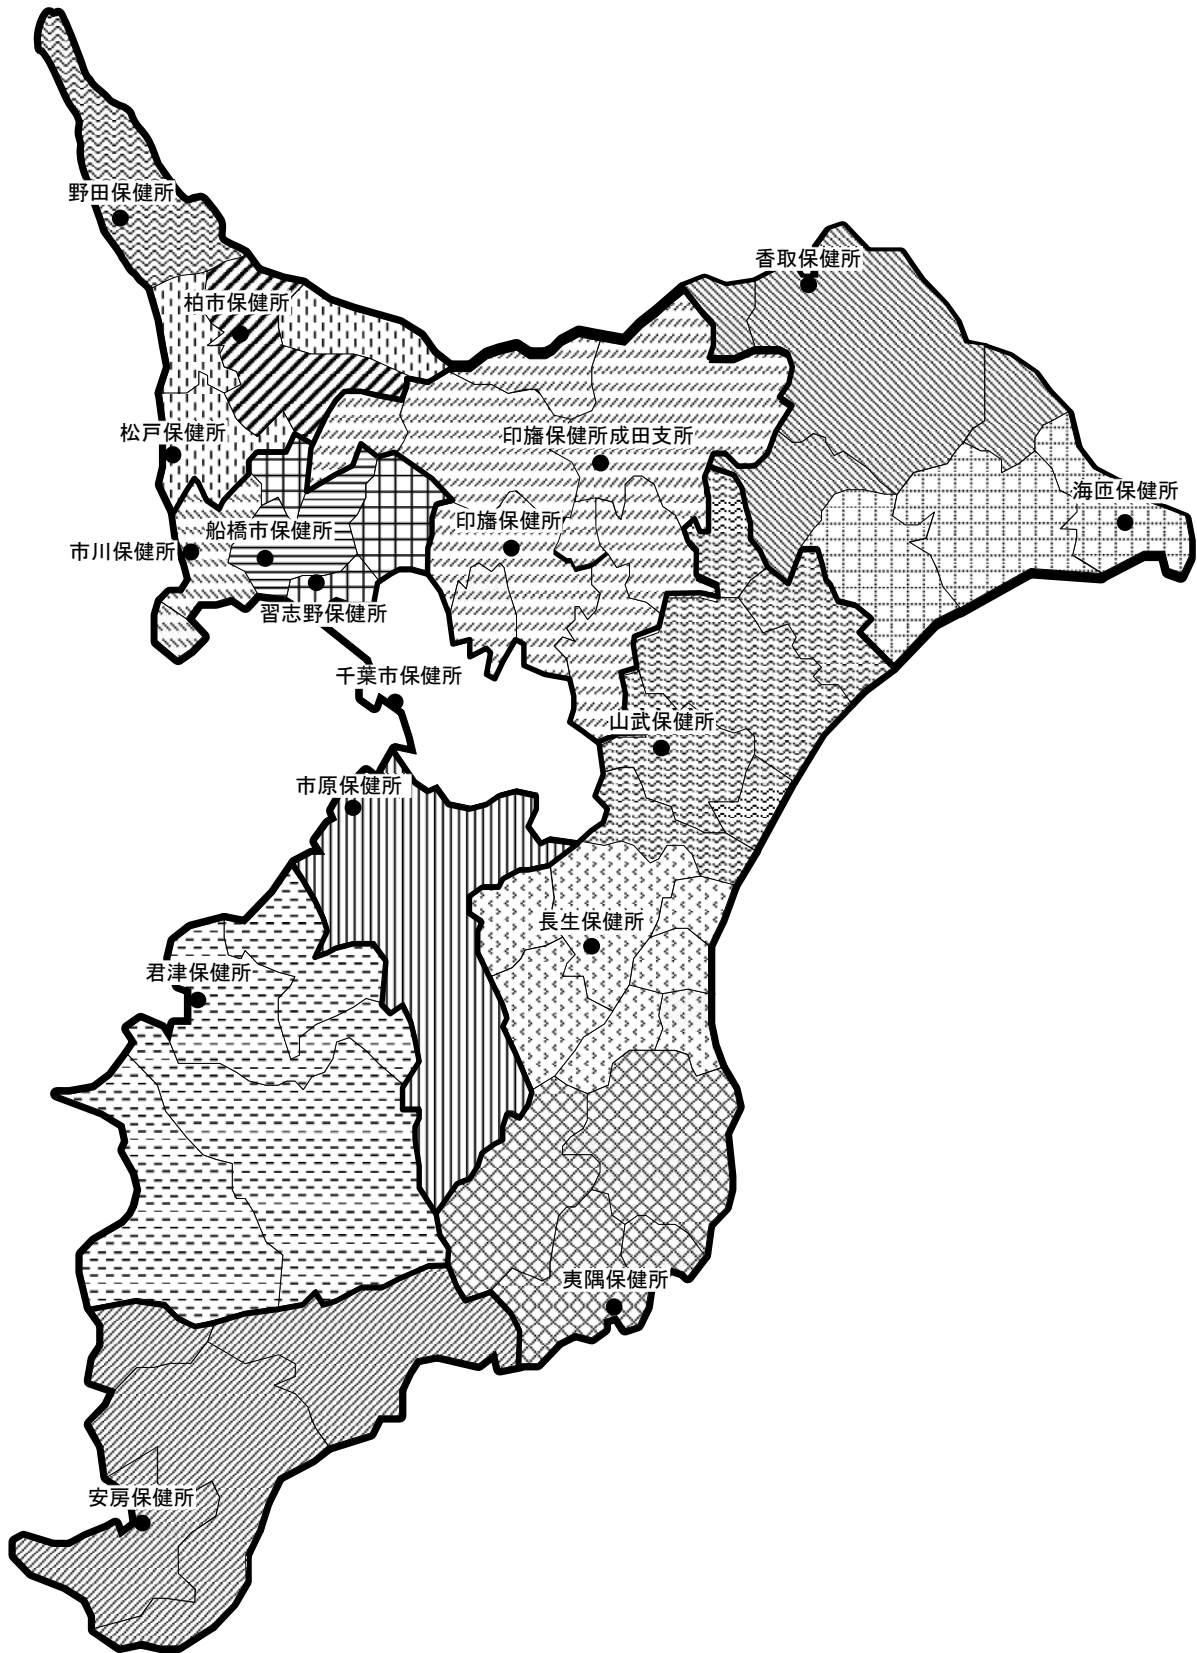 野田保健所
香取保健所
柏市保健所
松戸保健所
印旛保健所成田支所
海匝保健所
船橋市保健所
印旛保健所
市川保健所
習志野保健所
千葉市保健所
山武保健所
市原保健所
長生保健所
君津保健所
夷隅保健所
安房保健所